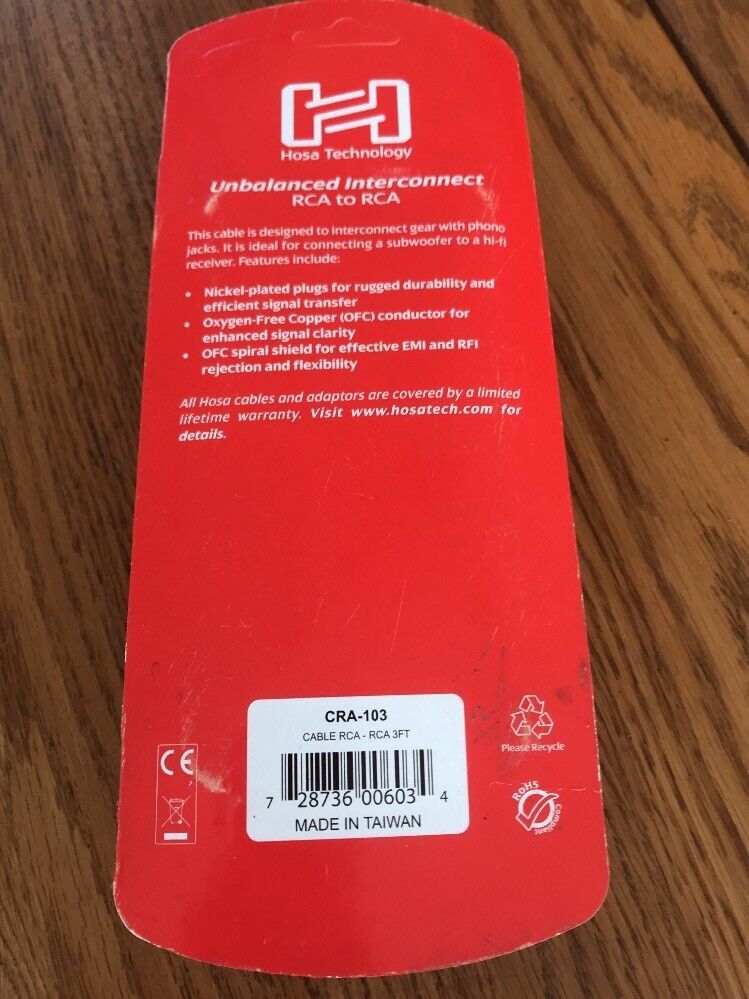 Hosa Technology
Unbalanced Interconnect
RCA to RCA
This cable is designed to interconnect gear with phono
jacks. It is ideal for connecting a subwoofer to a hi-fi
receiver. Features include:
• Nickel-plated plugs for rugged durability and
efficient signal transfer
• Oxygen-Free Copper (OFC) conductor for
enhanced signal clarity
• OFC spiral shield for effective EMI and RFI
rejection and flexibility
All Hosa cables and adaptors are covered by a limited
lifetime warranty. Visit www.hosatech.com for
details.
CRA-103
CABLE RCA - RCA 3FT
7 28736 00603 4
MADE IN TAIWAN
CE
Please Recycle
RoHS
Compliant